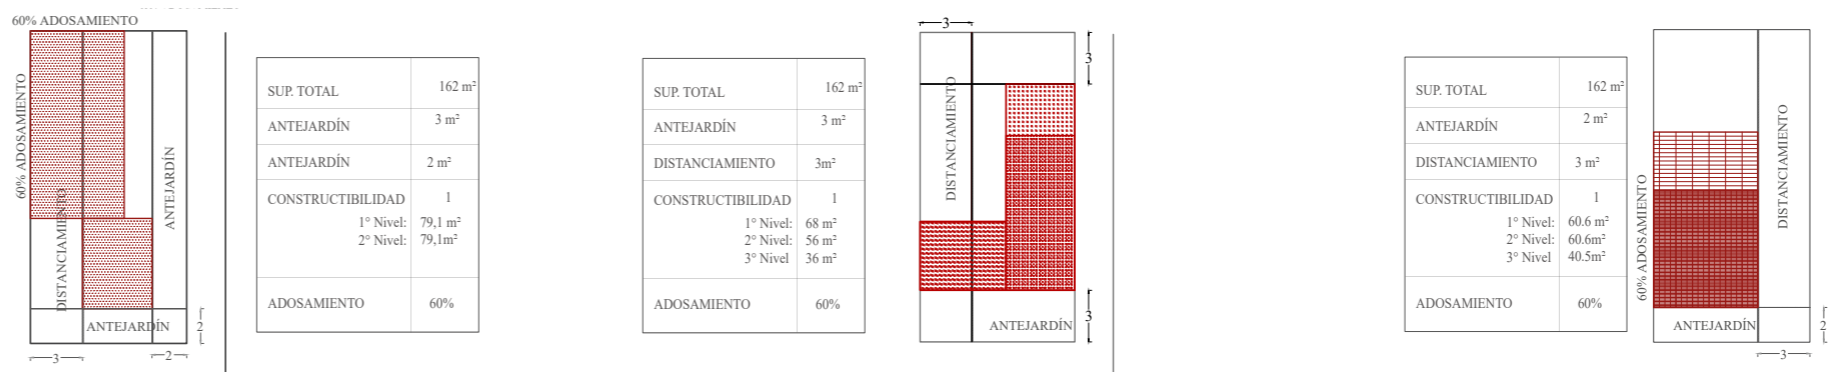 60% ADOSAMIENTO
60% ADOSAMIENTO
DISTANCIAMIENTO
ANTEJARDÍN
ANTEJARDÍN
2
3
2
SUP. TOTAL 162 m²
ANTEJARDÍN 3 m²
ANTEJARDÍN 2 m²
CONSTRUCTIBILIDAD 1
1° Nivel: 79,1 m²
2° Nivel: 79,1m²
ADOSAMIENTO 60%
SUP. TOTAL 162 m²
ANTEJARDÍN 3 m²
DISTANCIAMIENTO 3m²
CONSTRUCTIBILIDAD 1
1° Nivel: 68 m²
2° Nivel: 56 m²
3° Nivel 36 m²
ADOSAMIENTO 60%
3
3
DISTANCIAMIENTO
ANTEJARDÍN
3
SUP. TOTAL 162 m²
ANTEJARDÍN 2 m²
DISTANCIAMIENTO 3 m²
CONSTRUCTIBILIDAD 1
1° Nivel: 60.6 m²
2° Nivel: 60.6m²
3° Nivel 40.5m²
ADOSAMIENTO 60%
60% ADOSAMIENTO
DISTANCIAMIENTO
ANTEJARDÍN
2
3